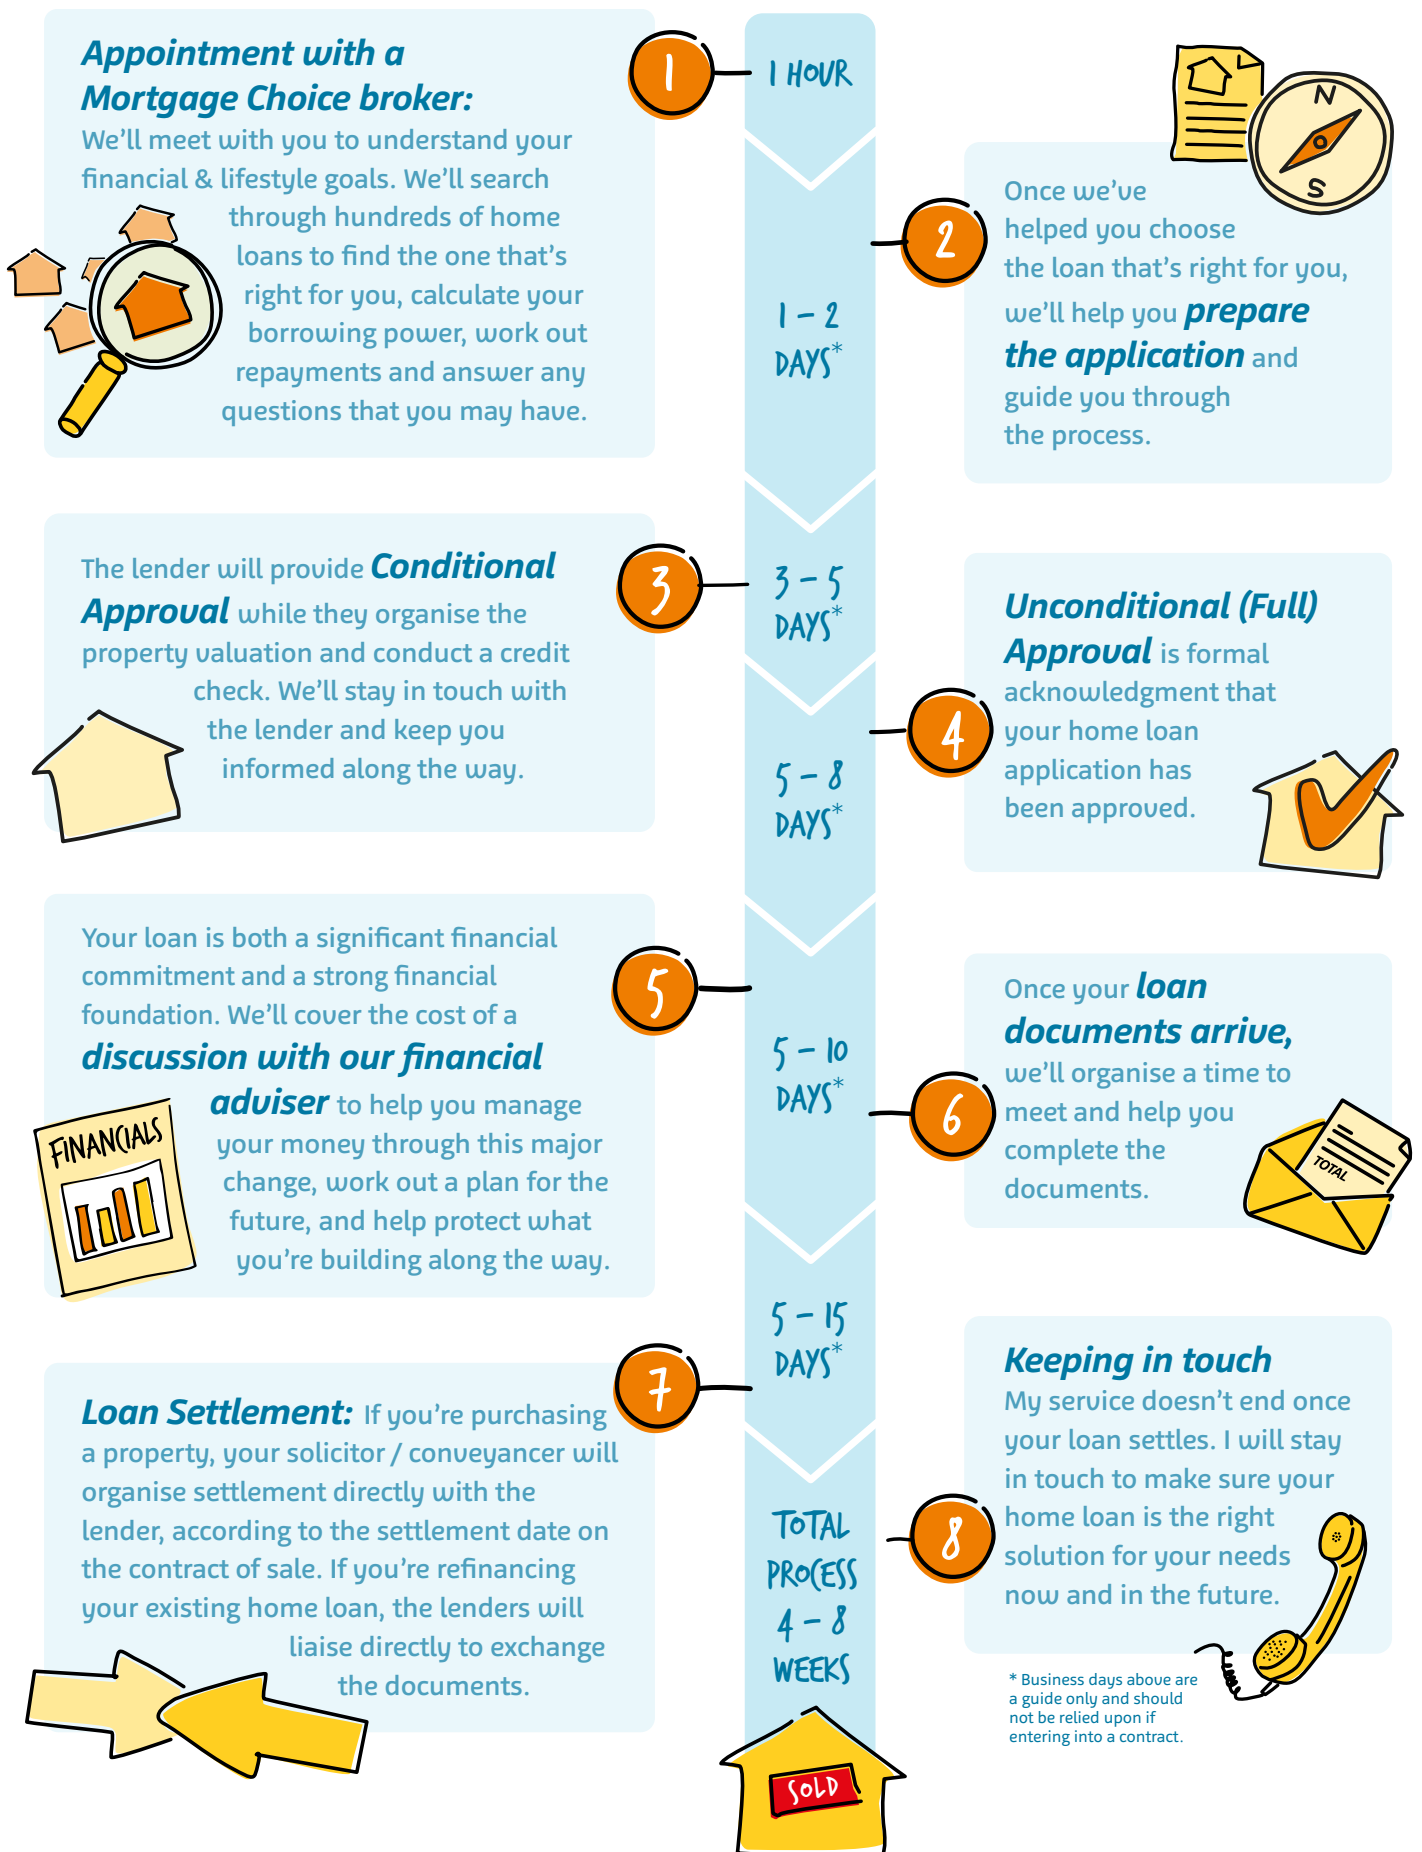 Appointment with a
Mortgage Choice broker:
We'll meet with you to understand your
financial & lifestyle goals. We'll search
through hundreds of home
loans to find the one that's
right for you, calculate your
borrowing power, work out
repayments and answer any
questions that you may have.
1
1 HOUR
N
S
2
Once we've
helped you choose
the loan that's right for you,
we'll help you prepare
the application and
guide you through
the process.
1 – 2
DAYS*
The lender will provide Conditional
Approval while they organise the
property valuation and conduct a credit
check. We'll stay in touch with
the lender and keep you
informed along the way.
3
3 – 5
DAYS*
4
Unconditional (Full)
Approval is formal
acknowledgment that
your home loan
application has
been approved.
5 – 8
DAYS*
Your loan is both a significant financial
commitment and a strong financial
foundation. We'll cover the cost of a
discussion with our financial
adviser to help you manage
your money through this major
change, work out a plan for the
future, and help protect what
you're building along the way.
FINANCIALS
5
5 – 10
DAYS*
6
Once your loan
documents arrive,
we'll organise a time to
meet and help you
complete the
documents.
TOTAL
5 – 15
DAYS*
7
Loan Settlement: If you're purchasing
a property, your solicitor / conveyancer will
organise settlement directly with the
lender, according to the settlement date on
the contract of sale. If you're refinancing
your existing home loan, the lenders will
liaise directly to exchange
the documents.
TOTAL
PROCESS
4 – 8
WEEKS
8
Keeping in touch
My service doesn't end once
your loan settles. I will stay
in touch to make sure your
home loan is the right
solution for your needs
now and in the future.
* Business days above are
a guide only and should
not be relied upon if
entering into a contract.
SOLD